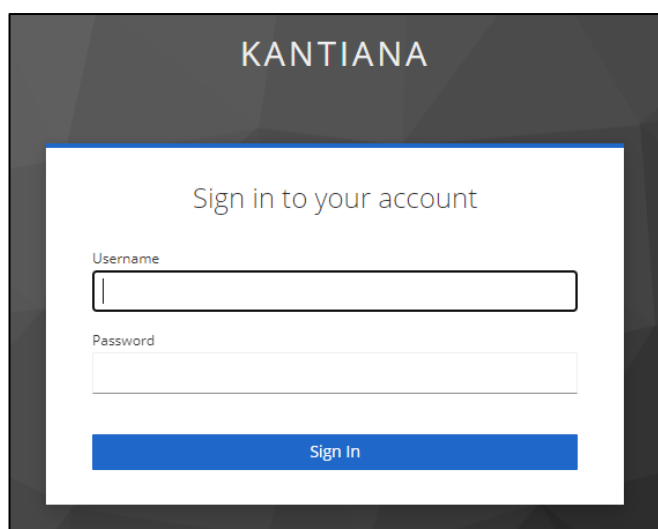 KANTIANA
Sign in to your account
Username
Password
Sign In